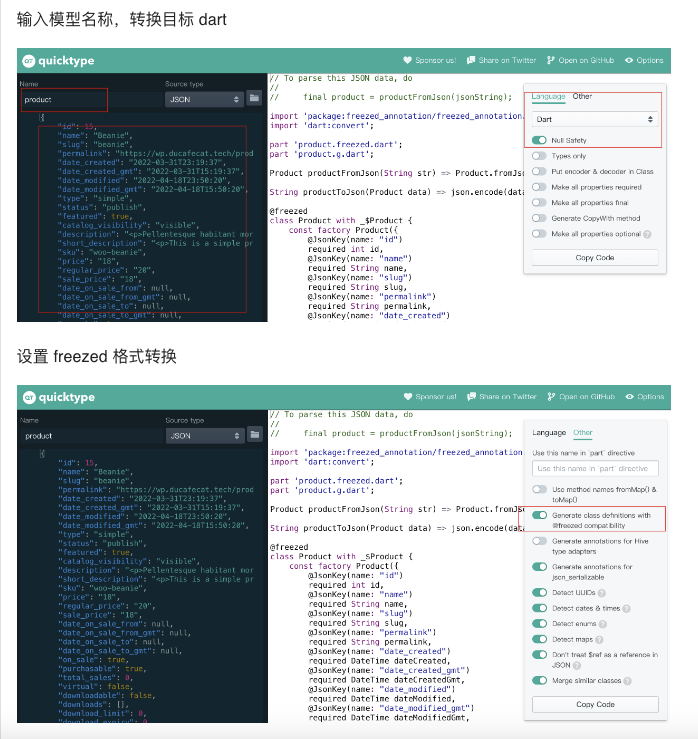 输入模型名称，转换目标 dart
quicktype
Sponsor us!
Share on Twitter
Open on GitHub
Options
Name
Source type
product
JSON
{
"id": 15,
"name": "Beanie",
"slug": "beanie",
"permalink": "https://wp.ducafecat.tech/prod
"date_created": "2022-03-31T23:19:37",
"date_created_gmt": "2022-03-31T15:19:37",
"date_modified": "2022-04-18T23:50:20",
"date_modified_gmt": "2022-04-18T15:50:20",
"type": "simple",
"status": "publish",
"featured": true,
"catalog_visibility": "visible",
"description": "<p>Pellentesque habitant mor
"short_description": "<p>This is a simple pr
"sku": "woo-beanie",
"price": "18",
"regular_price": "20",
"sale_price": "18",
"date_on_sale_from": null,
"date_on_sale_from_gmt": null,
"date_on_sale_to": null,
"date_on_sale_to_gmt": null,
// To parse this JSON data, do
//
//     final product = productFromJson(jsonString);
import 'package:freezed_annotation/freezed_annotation.
import 'dart:convert';
part 'product.freezed.dart';
part 'product.g.dart';
Product productFromJson(String str) => Product.fromJs
String productToJson(Product data) => json.encode(dat
@freezed
class Product with _$Product {
const factory Product({
@JsonKey(name: "id")
required int id,
@JsonKey(name: "name")
required String name,
@JsonKey(name: "slug")
required String slug,
@JsonKey(name: "permalink")
required String permalink,
@JsonKey(name: "date_created")
Language
Other
Dart
Null Safety
Types only
Put encoder & decoder in Class
Make all properties required
Make all properties final
Generate CopyWith method
Make all properties optional
Copy Code
设置 freezed 格式转换
quicktype
Sponsor us!
Share on Twitter
Open on GitHub
Options
Name
Source type
product
JSON
{
"id": 15,
"name": "Beanie",
"slug": "beanie",
"permalink": "https://wp.ducafecat.tech/prod
"date_created": "2022-03-31T23:19:37",
"date_created_gmt": "2022-03-31T15:19:37",
"date_modified": "2022-04-18T23:50:20",
"date_modified_gmt": "2022-04-18T15:50:20",
"type": "simple",
"status": "publish",
"featured": true,
"catalog_visibility": "visible",
"description": "<p>Pellentesque habitant mor
"short_description": "<p>This is a simple pr
"sku": "woo-beanie",
"price": "18",
"regular_price": "20",
"sale_price": "18",
"date_on_sale_from": null,
"date_on_sale_from_gmt": null,
"date_on_sale_to": null,
"date_on_sale_to_gmt": null,
"on_sale": true,
"purchasable": true,
"total_sales": 0,
"virtual": false,
"downloadable": false,
"downloads": [],
"download_limit": 0,
"download_expiry": 0
// To parse this JSON data, do
//
//     final product = productFromJson(jsonString);
import 'package:freezed_annotation/freezed_annotation.
import 'dart:convert';
part 'product.freezed.dart';
part 'product.g.dart';
Product productFromJson(String str) => Product.fromJs
String productToJson(Product data) => json.encode(dat
@freezed
class Product with _$Product {
const factory Product({
@JsonKey(name: "id")
required int id,
@JsonKey(name: "name")
required String name,
@JsonKey(name: "slug")
required String slug,
@JsonKey(name: "permalink")
required String permalink,
@JsonKey(name: "date_created")
required DateTime dateCreated,
@JsonKey(name: "date_created_gmt")
required DateTime dateCreatedGmt,
@JsonKey(name: "date_modified")
required DateTime dateModified,
@JsonKey(name: "date_modified_gmt")
required DateTime dateModifiedGmt,
Language
Other
Use this name in `part` directive
Use this name in `part` directive
Use method names fromMap() &
toMap()
Generate class definitions with
@freezed compatibility
Generate annotations for Hive
type adapters
Generate annotations for
json_serializable
Detect UUIDs
Detect dates & times
Detect enums
Detect maps
Don't treat $ref as a reference in
JSON
Merge similar classes
Copy Code